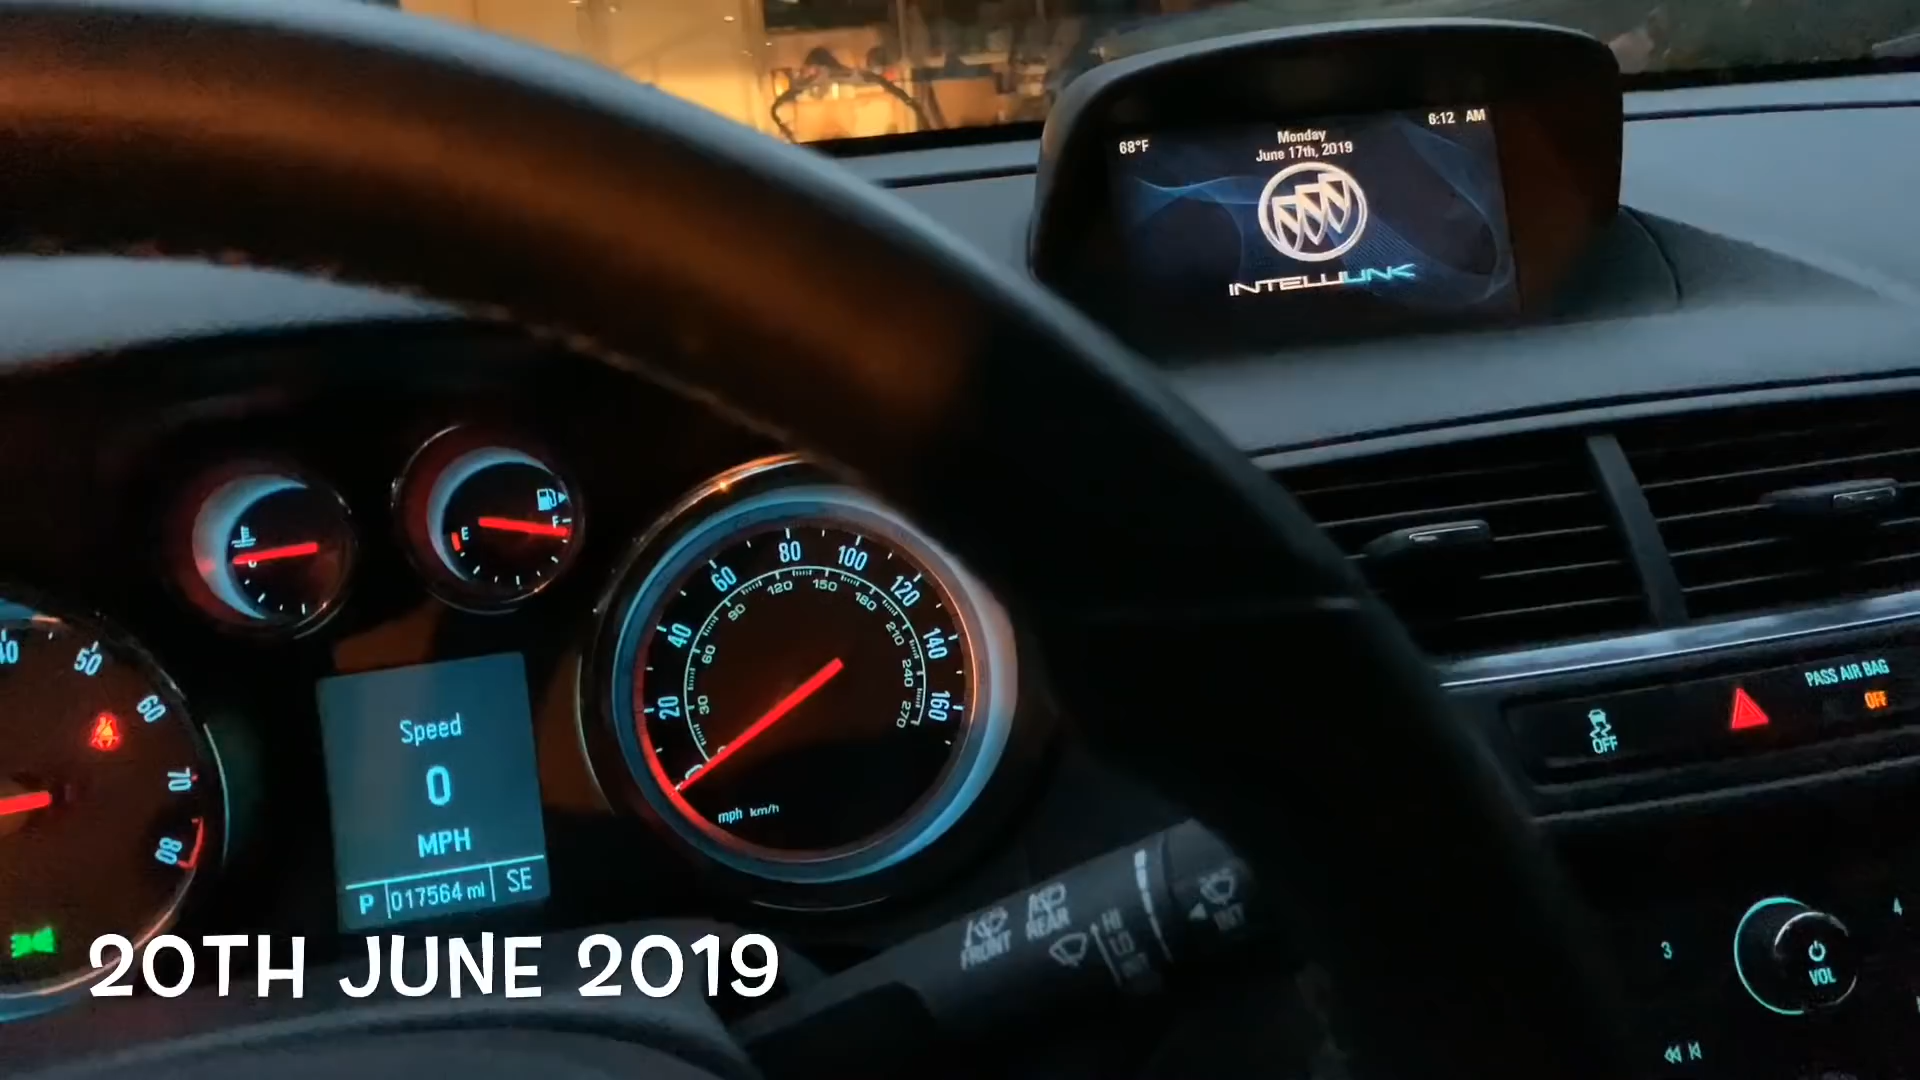 68°F
Monday
6:12 AM
June 17th, 2019
INTELLILINK
E
F
50
60
70
80
Speed
0
MPH
P 017564 mi SE
20
40
60
80
100
120
140
160
30
60
90
120
150
180
210
240
270
mph km/h
FRONT
REAR
HI
INT
OFF
PASS AIR BAG
OFF
3
4
VOL
20TH JUNE 2019